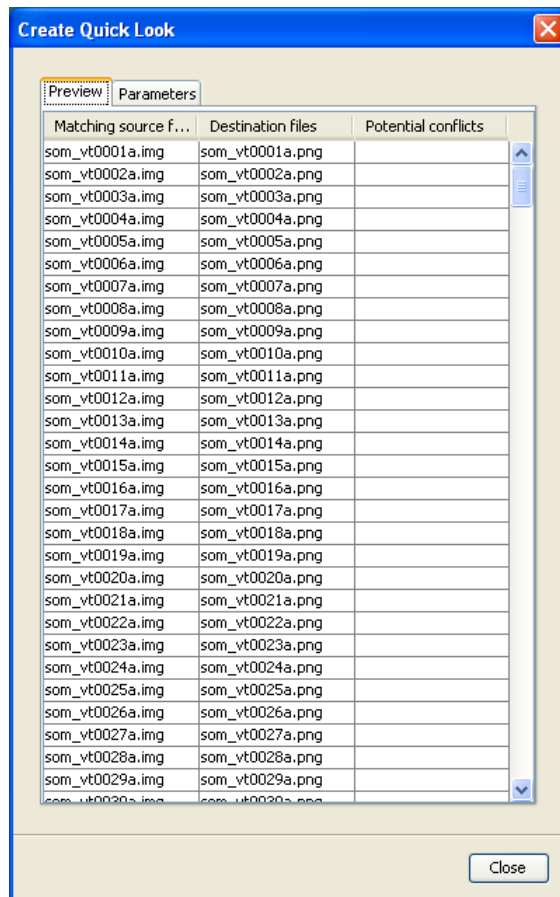 Create Quick Look
Preview Parameters
Matching source f... Destination files Potential conflicts
som_vt0001a.img som_vt0001a.png
som_vt0002a.img som_vt0002a.png
som_vt0003a.img som_vt0003a.png
som_vt0004a.img som_vt0004a.png
som_vt0005a.img som_vt0005a.png
som_vt0006a.img som_vt0006a.png
som_vt0007a.img som_vt0007a.png
som_vt0008a.img som_vt0008a.png
som_vt0009a.img som_vt0009a.png
som_vt0010a.img som_vt0010a.png
som_vt0011a.img som_vt0011a.png
som_vt0012a.img som_vt0012a.png
som_vt0013a.img som_vt0013a.png
som_vt0014a.img som_vt0014a.png
som_vt0015a.img som_vt0015a.png
som_vt0016a.img som_vt0016a.png
som_vt0017a.img som_vt0017a.png
som_vt0018a.img som_vt0018a.png
som_vt0019a.img som_vt0019a.png
som_vt0020a.img som_vt0020a.png
som_vt0021a.img som_vt0021a.png
som_vt0022a.img som_vt0022a.png
som_vt0023a.img som_vt0023a.png
som_vt0024a.img som_vt0024a.png
som_vt0025a.img som_vt0025a.png
som_vt0026a.img som_vt0026a.png
som_vt0027a.img som_vt0027a.png
som_vt0028a.img som_vt0028a.png
som_vt0029a.img som_vt0029a.png
Close